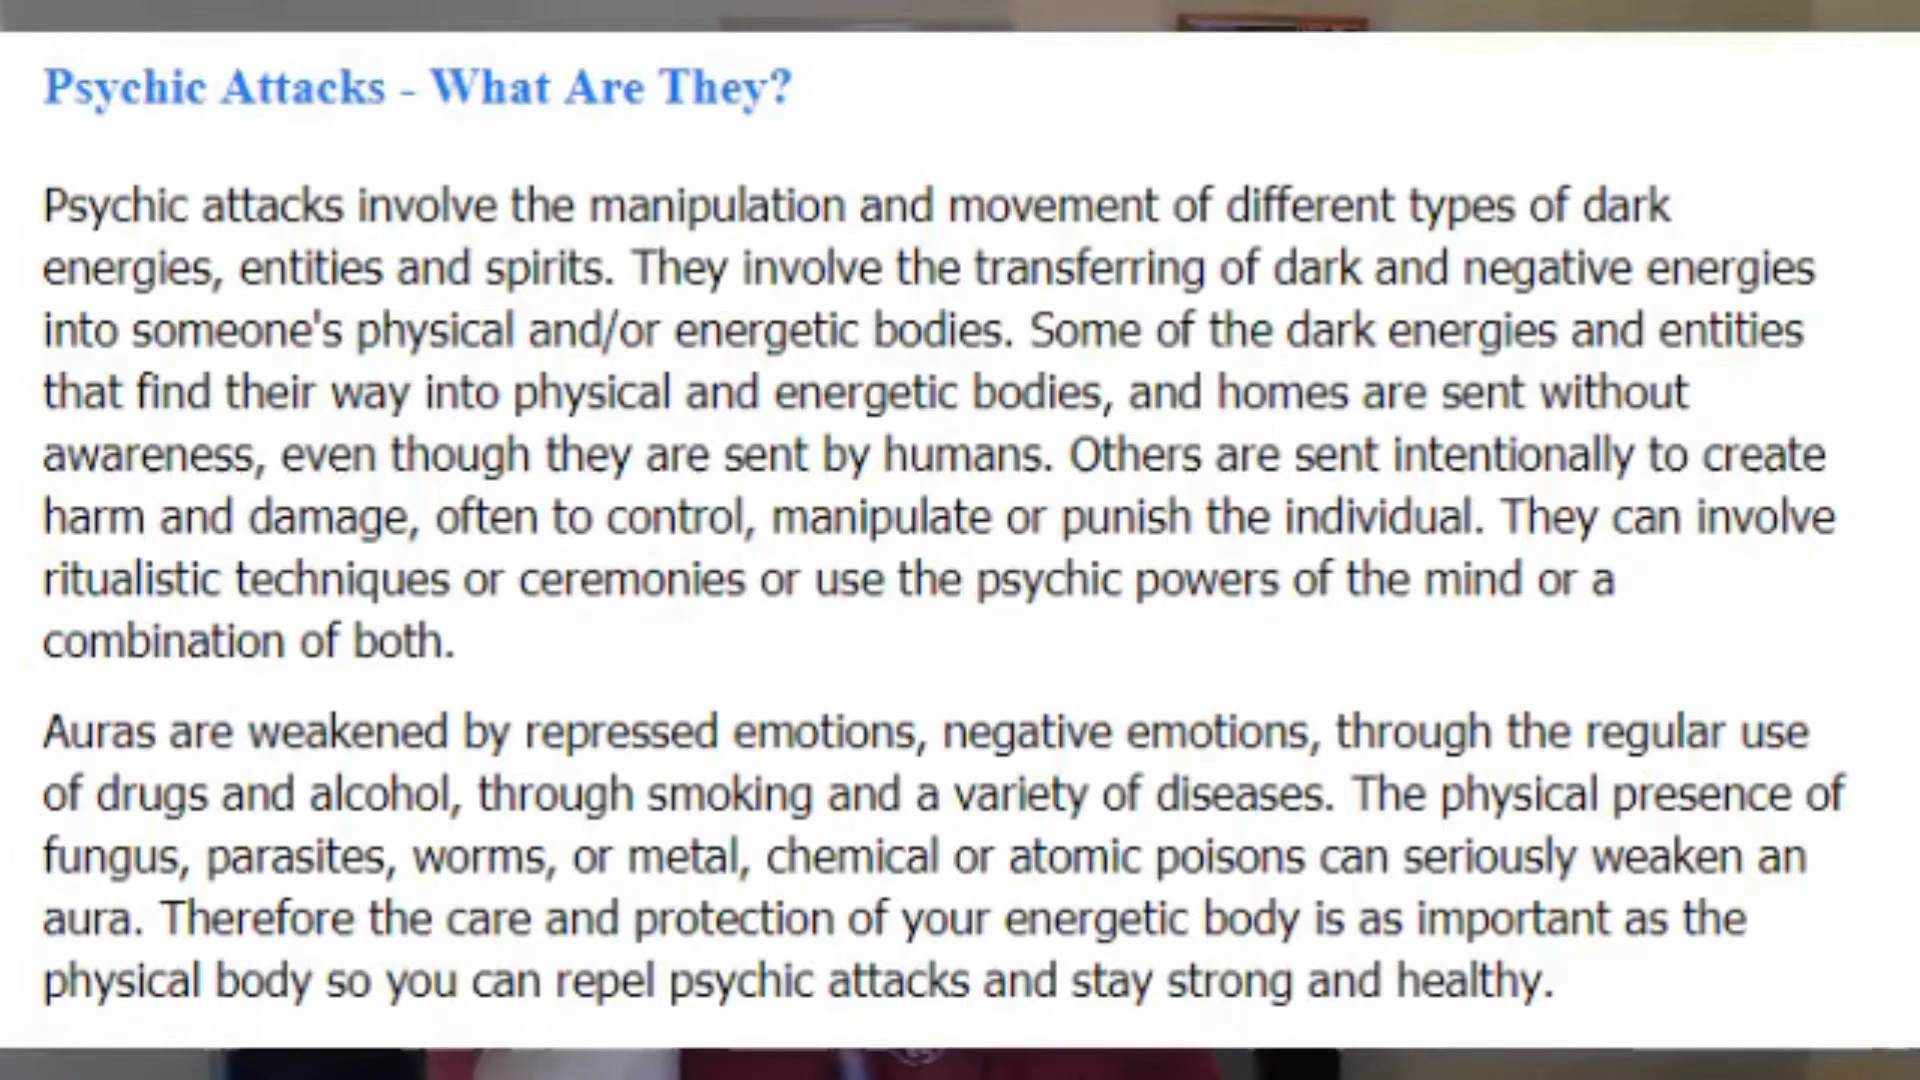 Psychic Attacks - What Are They?
Psychic attacks involve the manipulation and movement of different types of dark
energies, entities and spirits. They involve the transferring of dark and negative energies
into someone's physical and/or energetic bodies. Some of the dark energies and entities
that find their way into physical and energetic bodies, and homes are sent without
awareness, even though they are sent by humans. Others are sent intentionally to create
harm and damage, often to control, manipulate or punish the individual. They can involve
ritualistic techniques or ceremonies or use the psychic powers of the mind or a
combination of both.
Auras are weakened by repressed emotions, negative emotions, through the regular use
of drugs and alcohol, through smoking and a variety of diseases. The physical presence of
fungus, parasites, worms, or metal, chemical or atomic poisons can seriously weaken an
aura. Therefore the care and protection of your energetic body is as important as the
physical body so you can repel psychic attacks and stay strong and healthy.